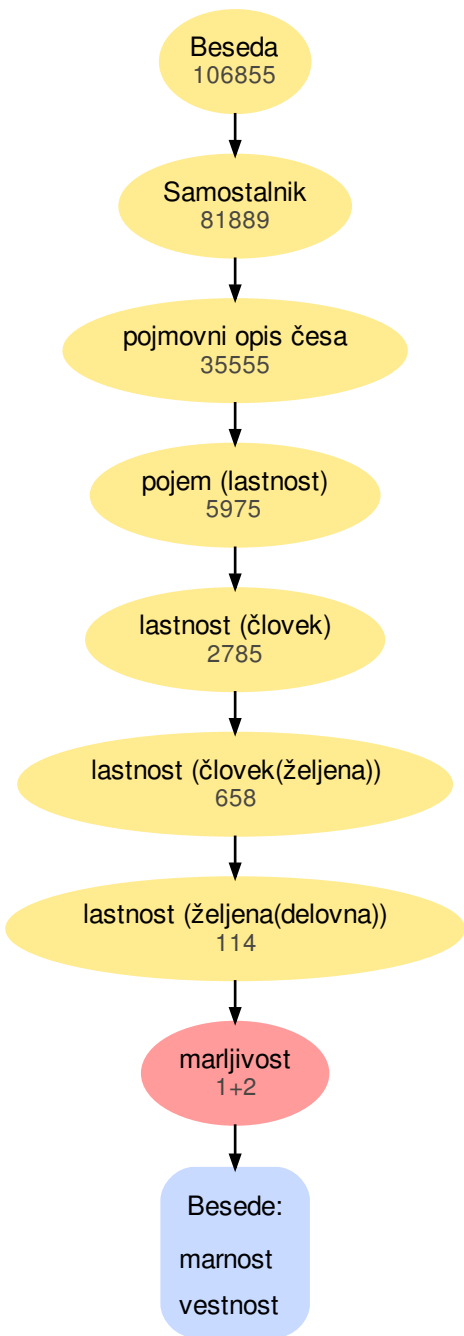 Beseda
106855
Samostalnik
81889
pojmovni opis česa
35555
pojem (lastnost)
5975
lastnost (človek)
2785
lastnost (človek(željena))
658
lastnost (željena(delovna))
114
marljivost
1+2
Besede:
marnost
vestnost